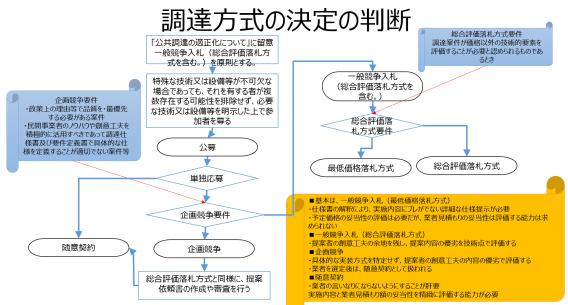 調達方式の決定の判断
「公共調達の適正化について」に留意
一般競争入札（総合評価落札方
式を含む。）を原則とする。
総合評価落札方式要件
調達案件が価格以外の技術的要素を
評価することが必要と認められるものであ
るとき
特殊な技術又は設備等が不可欠な
場合であっても、それを有する者が複
数存在する可能性を排除せず、必要
な技術又は設備等を明示した上で参
加者を募る
一般競争入札
（総合評価落札方式を
含む。）
企画競争要件
・政策上の理由等で品質を最優先
する必要がある案件
・民間事業者のノウハウや創意工夫を
積極的に活用すべきであって調達仕
様書及び要件定義書で具体的な仕
様を定義することが適切でない案件等
総合評価落
札方式要件
公募
最低価格落札方式
総合評価落札方式
単独応募
企画競争要件
随意契約
企画競争
総合評価落札方式と同様に、提案
依頼書の作成や審査を行う
■基本は、一般競争入札（最低価格落札方式）
・仕様書の解釈により、実施内容にブレがでない詳細な仕様提示が必要
・予定価格の妥当性の評価は必要だが、業者見積もりの妥当性は評価する能力は求
められない
■一般競争入札（総合評価落札方式）
・提案者の創意工夫の余地を残し、提案内容の優劣を技術点で評価する
■企画競争
・具体的な実装方式を特定せず、提案者の創意工夫の内容の優劣で評価する
・業者を選定後は、随意契約として扱われる
■随意契約
・業者の言いなりにならないようにすることが肝要
実施内容と業者見積もり額の妥当性を精緻に評価する能力が必要